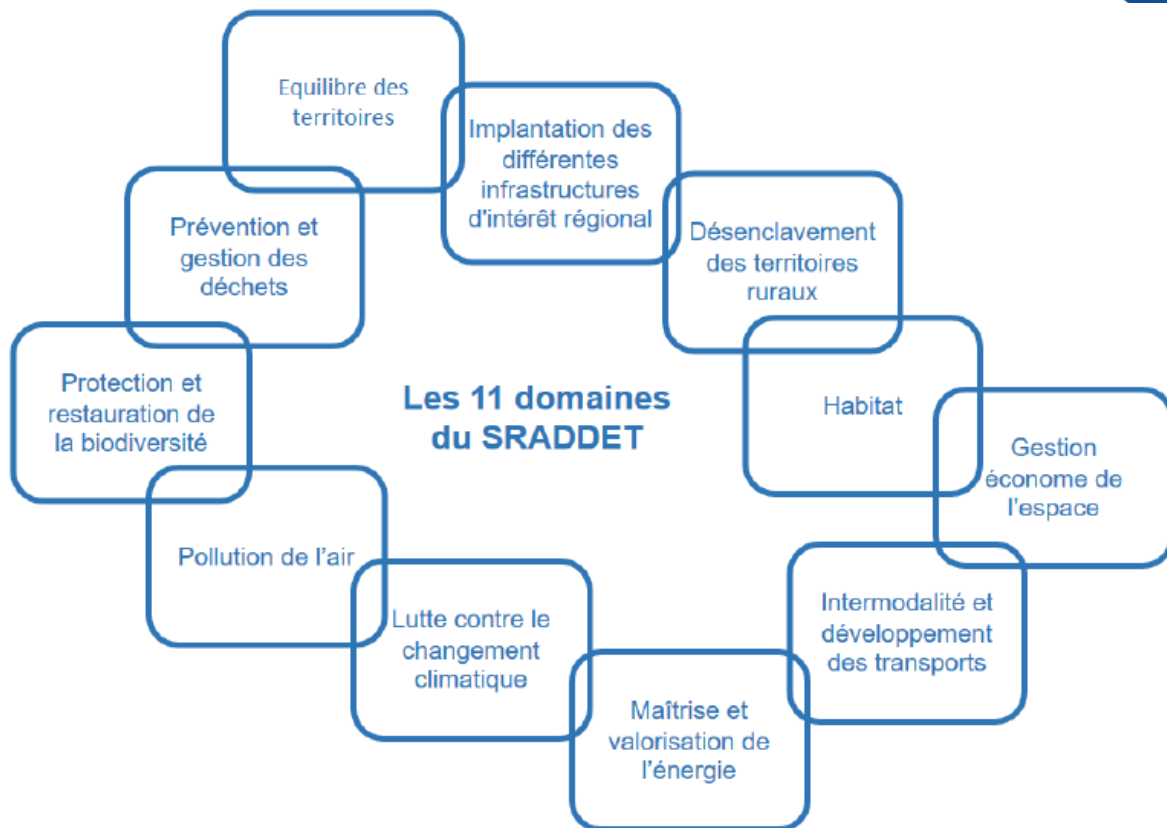 Equilibre des
territoires
Implantation des
différentes
infrastructures
d'intérêt régional
Désenclavement
des territoires
ruraux
Habitat
Gestion
économe de
l'espace
Intermodalité et
développement
des transports
Maîtrise et
valorisation de
l'énergie
Lutte contre le
changement
climatique
Pollution de l'air
Protection et
restauration de
la biodiversité
Prévention et
gestion des
déchets
Les 11 domaines
du SRADDET